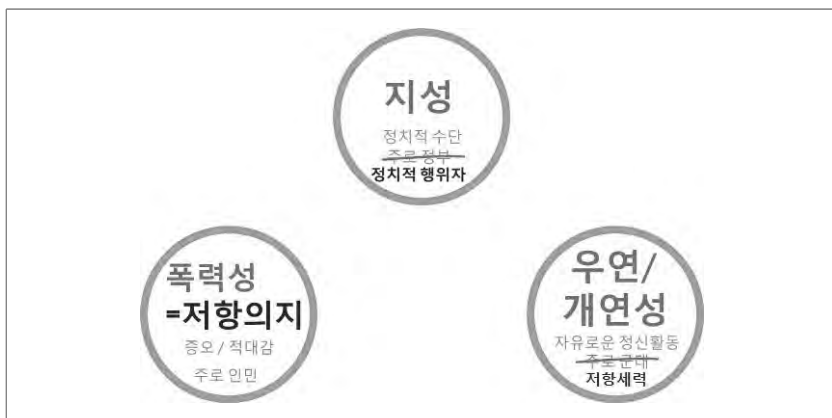 지성
정치적 수단
주로 정부
정치적 행위자
폭력성
=저항의지
증오 / 적대감
주로 인민
우연/
개연성
자유로운 정신활동
주로 군대
저항세력